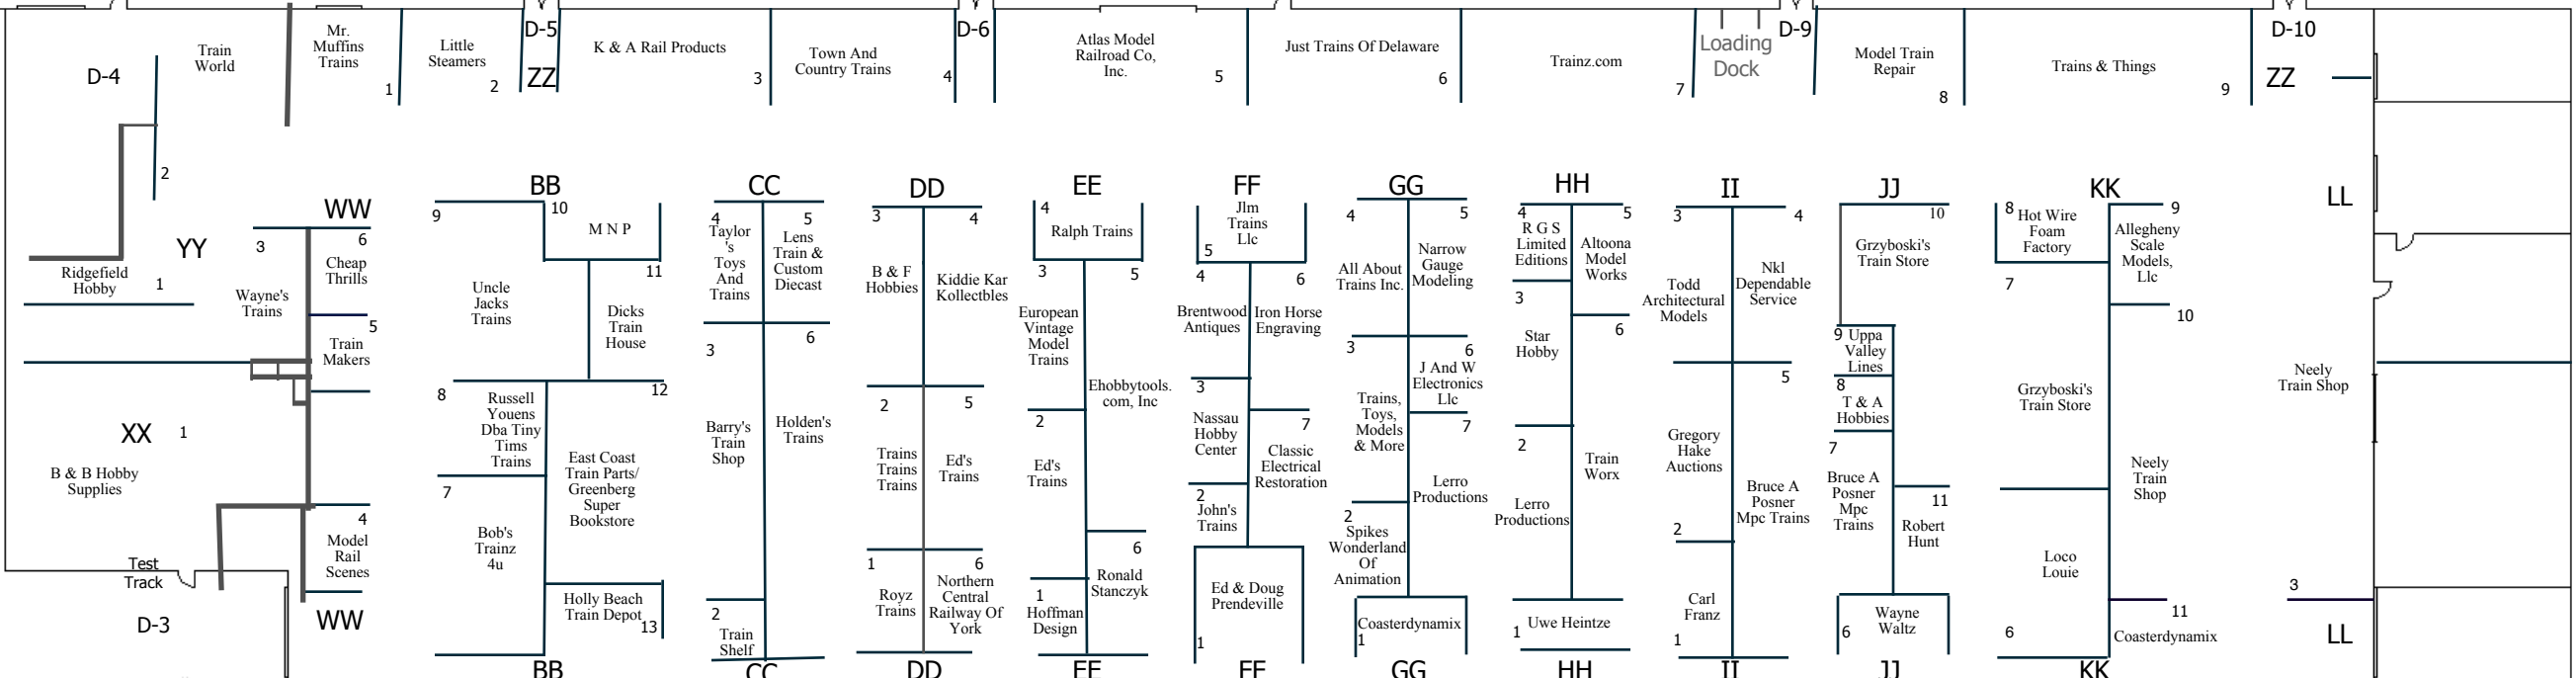 D-4
Train
World
Mr.
Muffins
Trains
1
Little
Steamers
2
D-5
ZZ
K & A Rail Products
3
Town And
Country Trains
4
D-6
Atlas Model
Railroad Co,
Inc.
5
Just Trains Of Delaware
6
Trainz.com
7
Loading
Dock
D-9
Model Train
Repair
8
Trains & Things
9
D-10
ZZ
2
YY
Ridgefield
Hobby
1
XX
1
B & B Hobby
Supplies
Test
Track
D-3
WW
3
6
Wayne's
Trains
Cheap
Thrills
5
Train
Makers
4
Model
Rail
Scenes
WW
BB
9
10
M N P
11
Uncle
Jacks
Trains
Dicks
Train
House
8
12
Russell
Youens
Dba Tiny
Tims
Trains
East Coast
Train Parts/
Greenberg
Super
Bookstore
7
Bob's
Trainz
4u
Holly Beach
Train Depot
13
BB
CC
4
5
Taylor
's
Toys
And
Trains
Lens
Train &
Custom
Diecast
3
6
Barry's
Train
Shop
Holden's
Trains
2
Train
Shelf
CC
DD
3
4
B & F
Hobbies
Kiddie Kar
Kollectbles
2
5
Trains
Trains
Trains
Ed's
Trains
1
6
Royz
Trains
Northern
Central
Railway Of
York
DD
EE
4
Ralph Trains
3
5
European
Vintage
Model
Trains
Ehobbytools.
com, Inc
2
Ed's
Trains
6
Ronald
Stanczyk
1
Hoffman
Design
EE
FF
Jlm
Trains
Llc
5
4
6
Brentwood
Antiques
Iron Horse
Engraving
3
Nassau
Hobby
Center
7
Classic
Electrical
Restoration
2
John's
Trains
Ed & Doug
Prendeville
1
FF
GG
4
5
All About
Trains Inc.
Narrow
Gauge
Modeling
3
6
Trains,
Toys,
Models
& More
J And W
Electronics
Llc
7
Lerro
Productions
2
Spikes
Wonderland
Of
Animation
Coasterdynamix
1
GG
HH
4
5
R G S
Limited
Editions
Altoona
Model
Works
3
6
Star
Hobby
Train
Worx
2
Lerro
Productions
1
Uwe Heintze
HH
II
3
4
Todd
Architectural
Models
Nkl
Dependable
Service
5
Gregory
Hake
Auctions
Bruce A
Posner
Mpc Trains
2
Carl
Franz
1
II
JJ
10
Grzyboski's
Train Store
9
Uppa
Valley
Lines
8
T & A
Hobbies
7
Bruce A
Posner
Mpc
Trains
11
Robert
Hunt
6
Wayne
Waltz
JJ
KK
8
9
Hot Wire
Foam
Factory
Allegheny
Scale
Models,
Llc
7
10
Grzyboski's
Train Store
Neely
Train
Shop
Loco
Louie
6
11
Coasterdynamix
KK
LL
Neely
Train Shop
3
LL